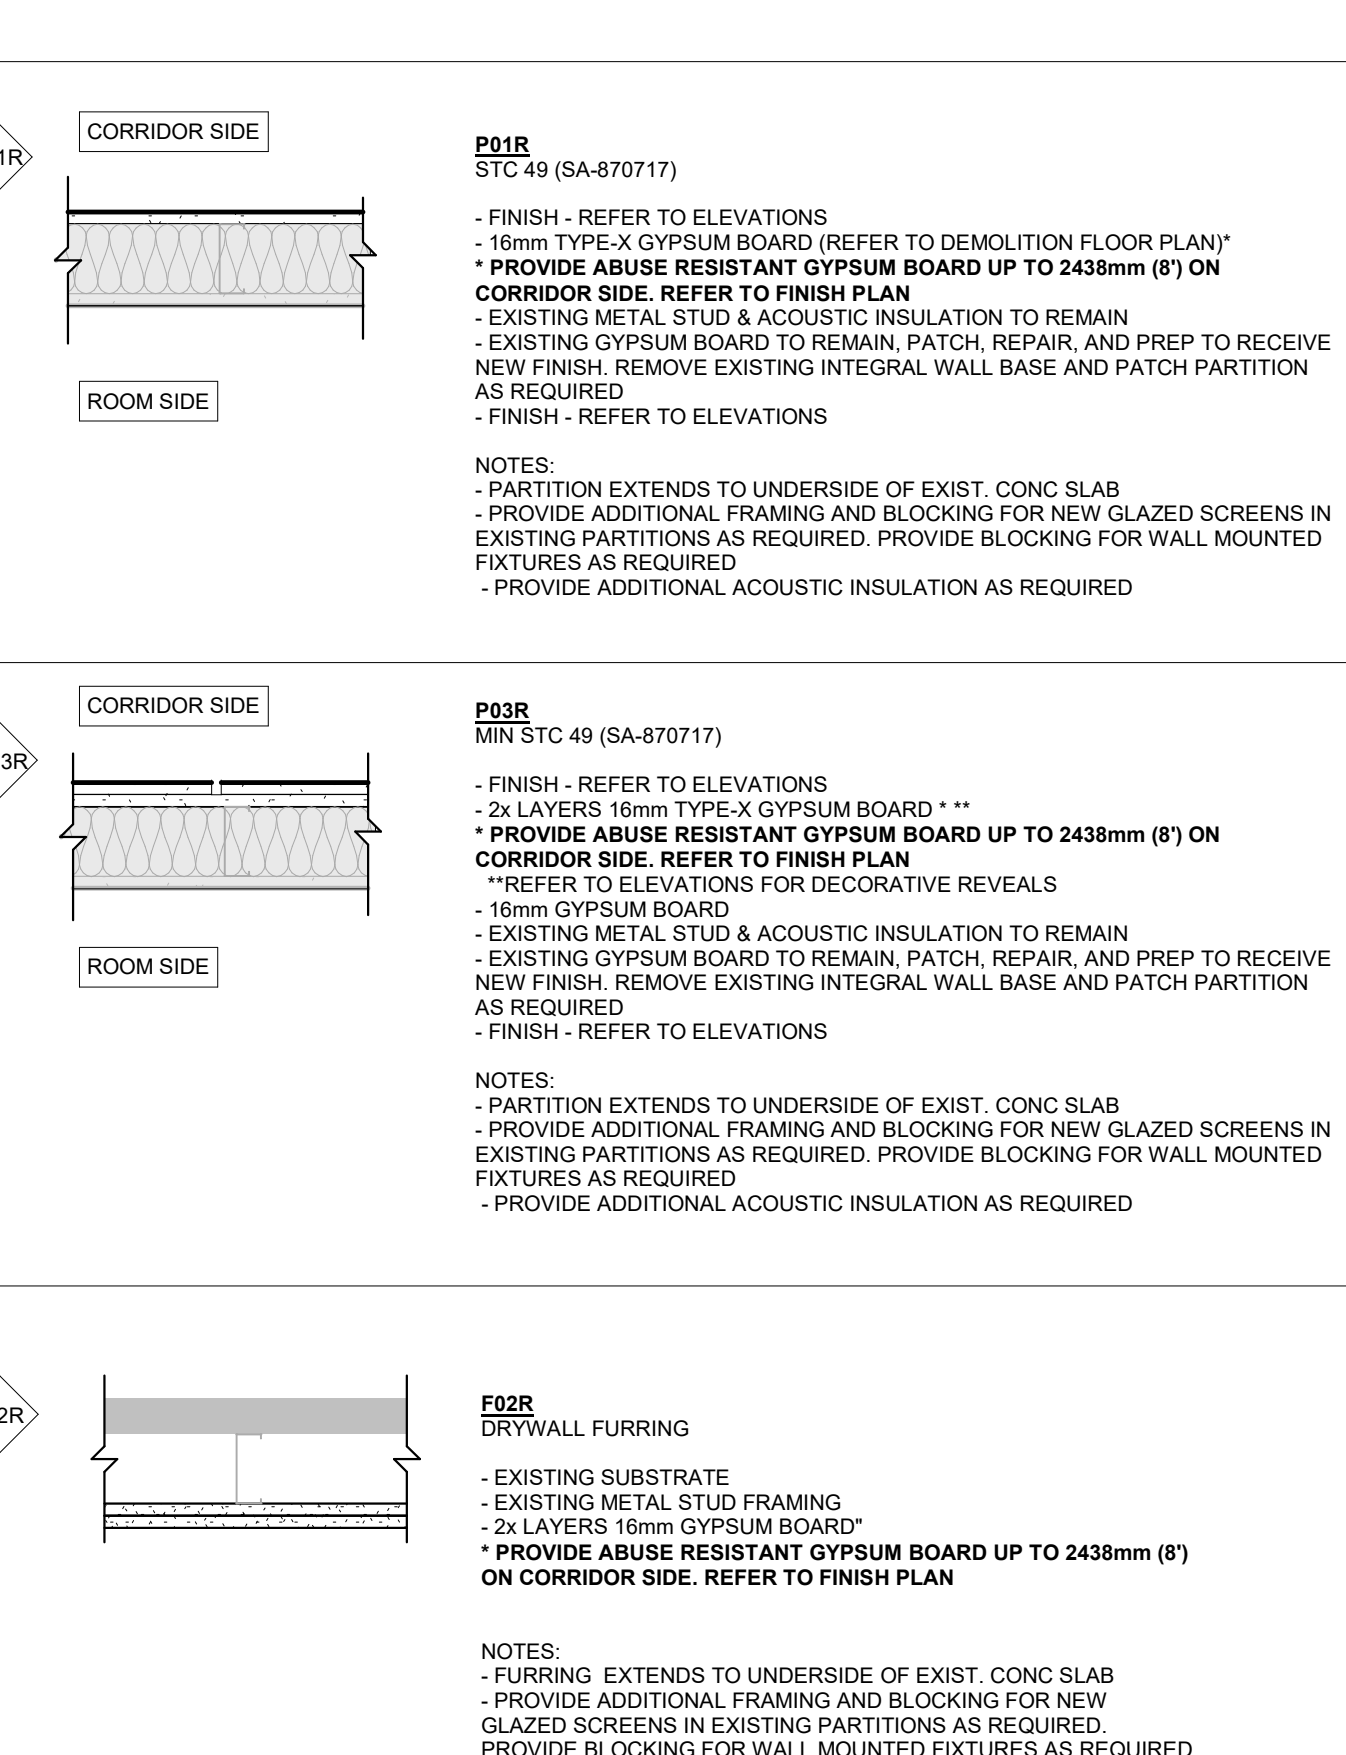 CORRIDOR SIDE
1R
ROOM SIDE
P01R
STC 49 (SA-870717)
- FINISH - REFER TO ELEVATIONS
- 16mm TYPE-X GYPSUM BOARD (REFER TO DEMOLITION FLOOR PLAN)*
* PROVIDE ABUSE RESISTANT GYPSUM BOARD UP TO 2438mm (8') ON
CORRIDOR SIDE. REFER TO FINISH PLAN
- EXISTING METAL STUD & ACOUSTIC INSULATION TO REMAIN
- EXISTING GYPSUM BOARD TO REMAIN, PATCH, REPAIR, AND PREP TO RECEIVE
NEW FINISH. REMOVE EXISTING INTEGRAL WALL BASE AND PATCH PARTITION
AS REQUIRED
- FINISH - REFER TO ELEVATIONS
NOTES:
- PARTITION EXTENDS TO UNDERSIDE OF EXIST. CONC SLAB
- PROVIDE ADDITIONAL FRAMING AND BLOCKING FOR NEW GLAZED SCREENS IN
EXISTING PARTITIONS AS REQUIRED. PROVIDE BLOCKING FOR WALL MOUNTED
FIXTURES AS REQUIRED
- PROVIDE ADDITIONAL ACOUSTIC INSULATION AS REQUIRED
CORRIDOR SIDE
3R
ROOM SIDE
P03R
MIN STC 49 (SA-870717)
- FINISH - REFER TO ELEVATIONS
- 2x LAYERS 16mm TYPE-X GYPSUM BOARD * **
* PROVIDE ABUSE RESISTANT GYPSUM BOARD UP TO 2438mm (8') ON
CORRIDOR SIDE. REFER TO FINISH PLAN
**REFER TO ELEVATIONS FOR DECORATIVE REVEALS
- 16mm GYPSUM BOARD
- EXISTING METAL STUD & ACOUSTIC INSULATION TO REMAIN
- EXISTING GYPSUM BOARD TO REMAIN, PATCH, REPAIR, AND PREP TO RECEIVE
NEW FINISH. REMOVE EXISTING INTEGRAL WALL BASE AND PATCH PARTITION
AS REQUIRED
- FINISH - REFER TO ELEVATIONS
NOTES:
- PARTITION EXTENDS TO UNDERSIDE OF EXIST. CONC SLAB
- PROVIDE ADDITIONAL FRAMING AND BLOCKING FOR NEW GLAZED SCREENS IN
EXISTING PARTITIONS AS REQUIRED. PROVIDE BLOCKING FOR WALL MOUNTED
FIXTURES AS REQUIRED
- PROVIDE ADDITIONAL ACOUSTIC INSULATION AS REQUIRED
2R
F02R
DRYWALL FURRING
- EXISTING SUBSTRATE
- EXISTING METAL STUD FRAMING
- 2x LAYERS 16mm GYPSUM BOARD"
* PROVIDE ABUSE RESISTANT GYPSUM BOARD UP TO 2438mm (8')
ON CORRIDOR SIDE. REFER TO FINISH PLAN
NOTES:
- FURRING EXTENDS TO UNDERSIDE OF EXIST. CONC SLAB
- PROVIDE ADDITIONAL FRAMING AND BLOCKING FOR NEW
GLAZED SCREENS IN EXISTING PARTITIONS AS REQUIRED.
PROVIDE BLOCKING FOR WALL MOUNTED FIXTURES AS REQUIRED